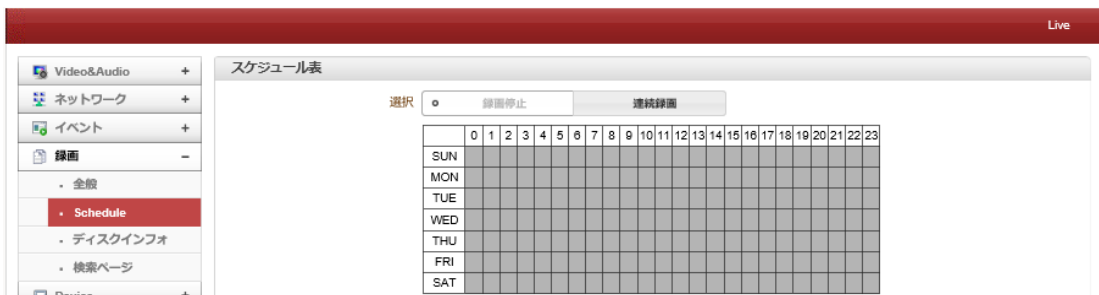 Live
Video&Audio +
ネットワーク +
イベント +
録画 −
・ 全般
・ Schedule
・ ディスクインフォ
・ 検索ページ
Device +
スケジュール表
選択 録画停止 連続録画
0 1 2 3 4 5 6 7 8 9 10 11 12 13 14 15 16 17 18 19 20 21 22 23
SUN
MON
TUE
WED
THU
FRI
SAT